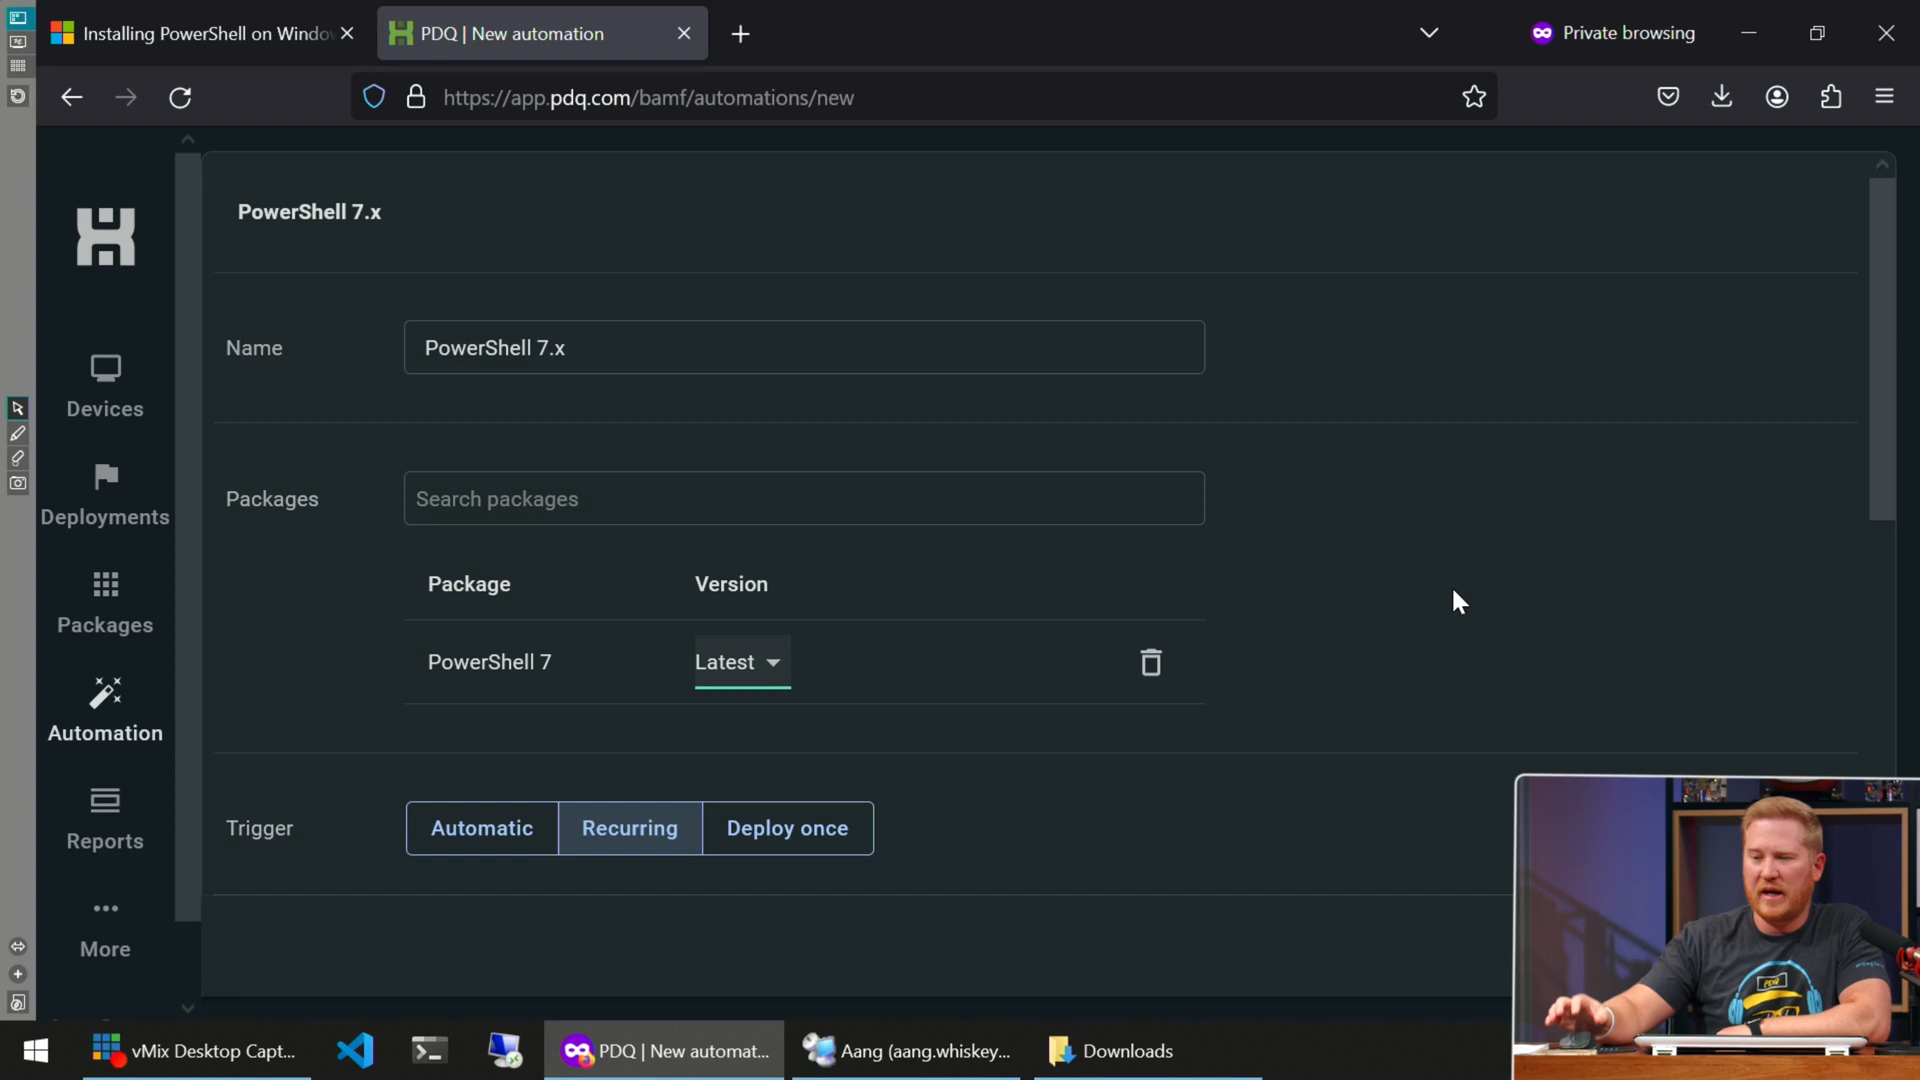 Installing PowerShell on Windo
PDQ | New automation
Private browsing
https://app.pdq.com/bamf/automations/new
PowerShell 7.x
Name
PowerShell 7.x
Devices
Packages
Search packages
Deployments
Package
Version
Packages
PowerShell 7
Latest
Automation
Trigger
Automatic
Recurring
Deploy once
Reports
More
PDQ
vMix Desktop Capt...
PDQ | New automat...
Aang (aang.whiskey...
Downloads